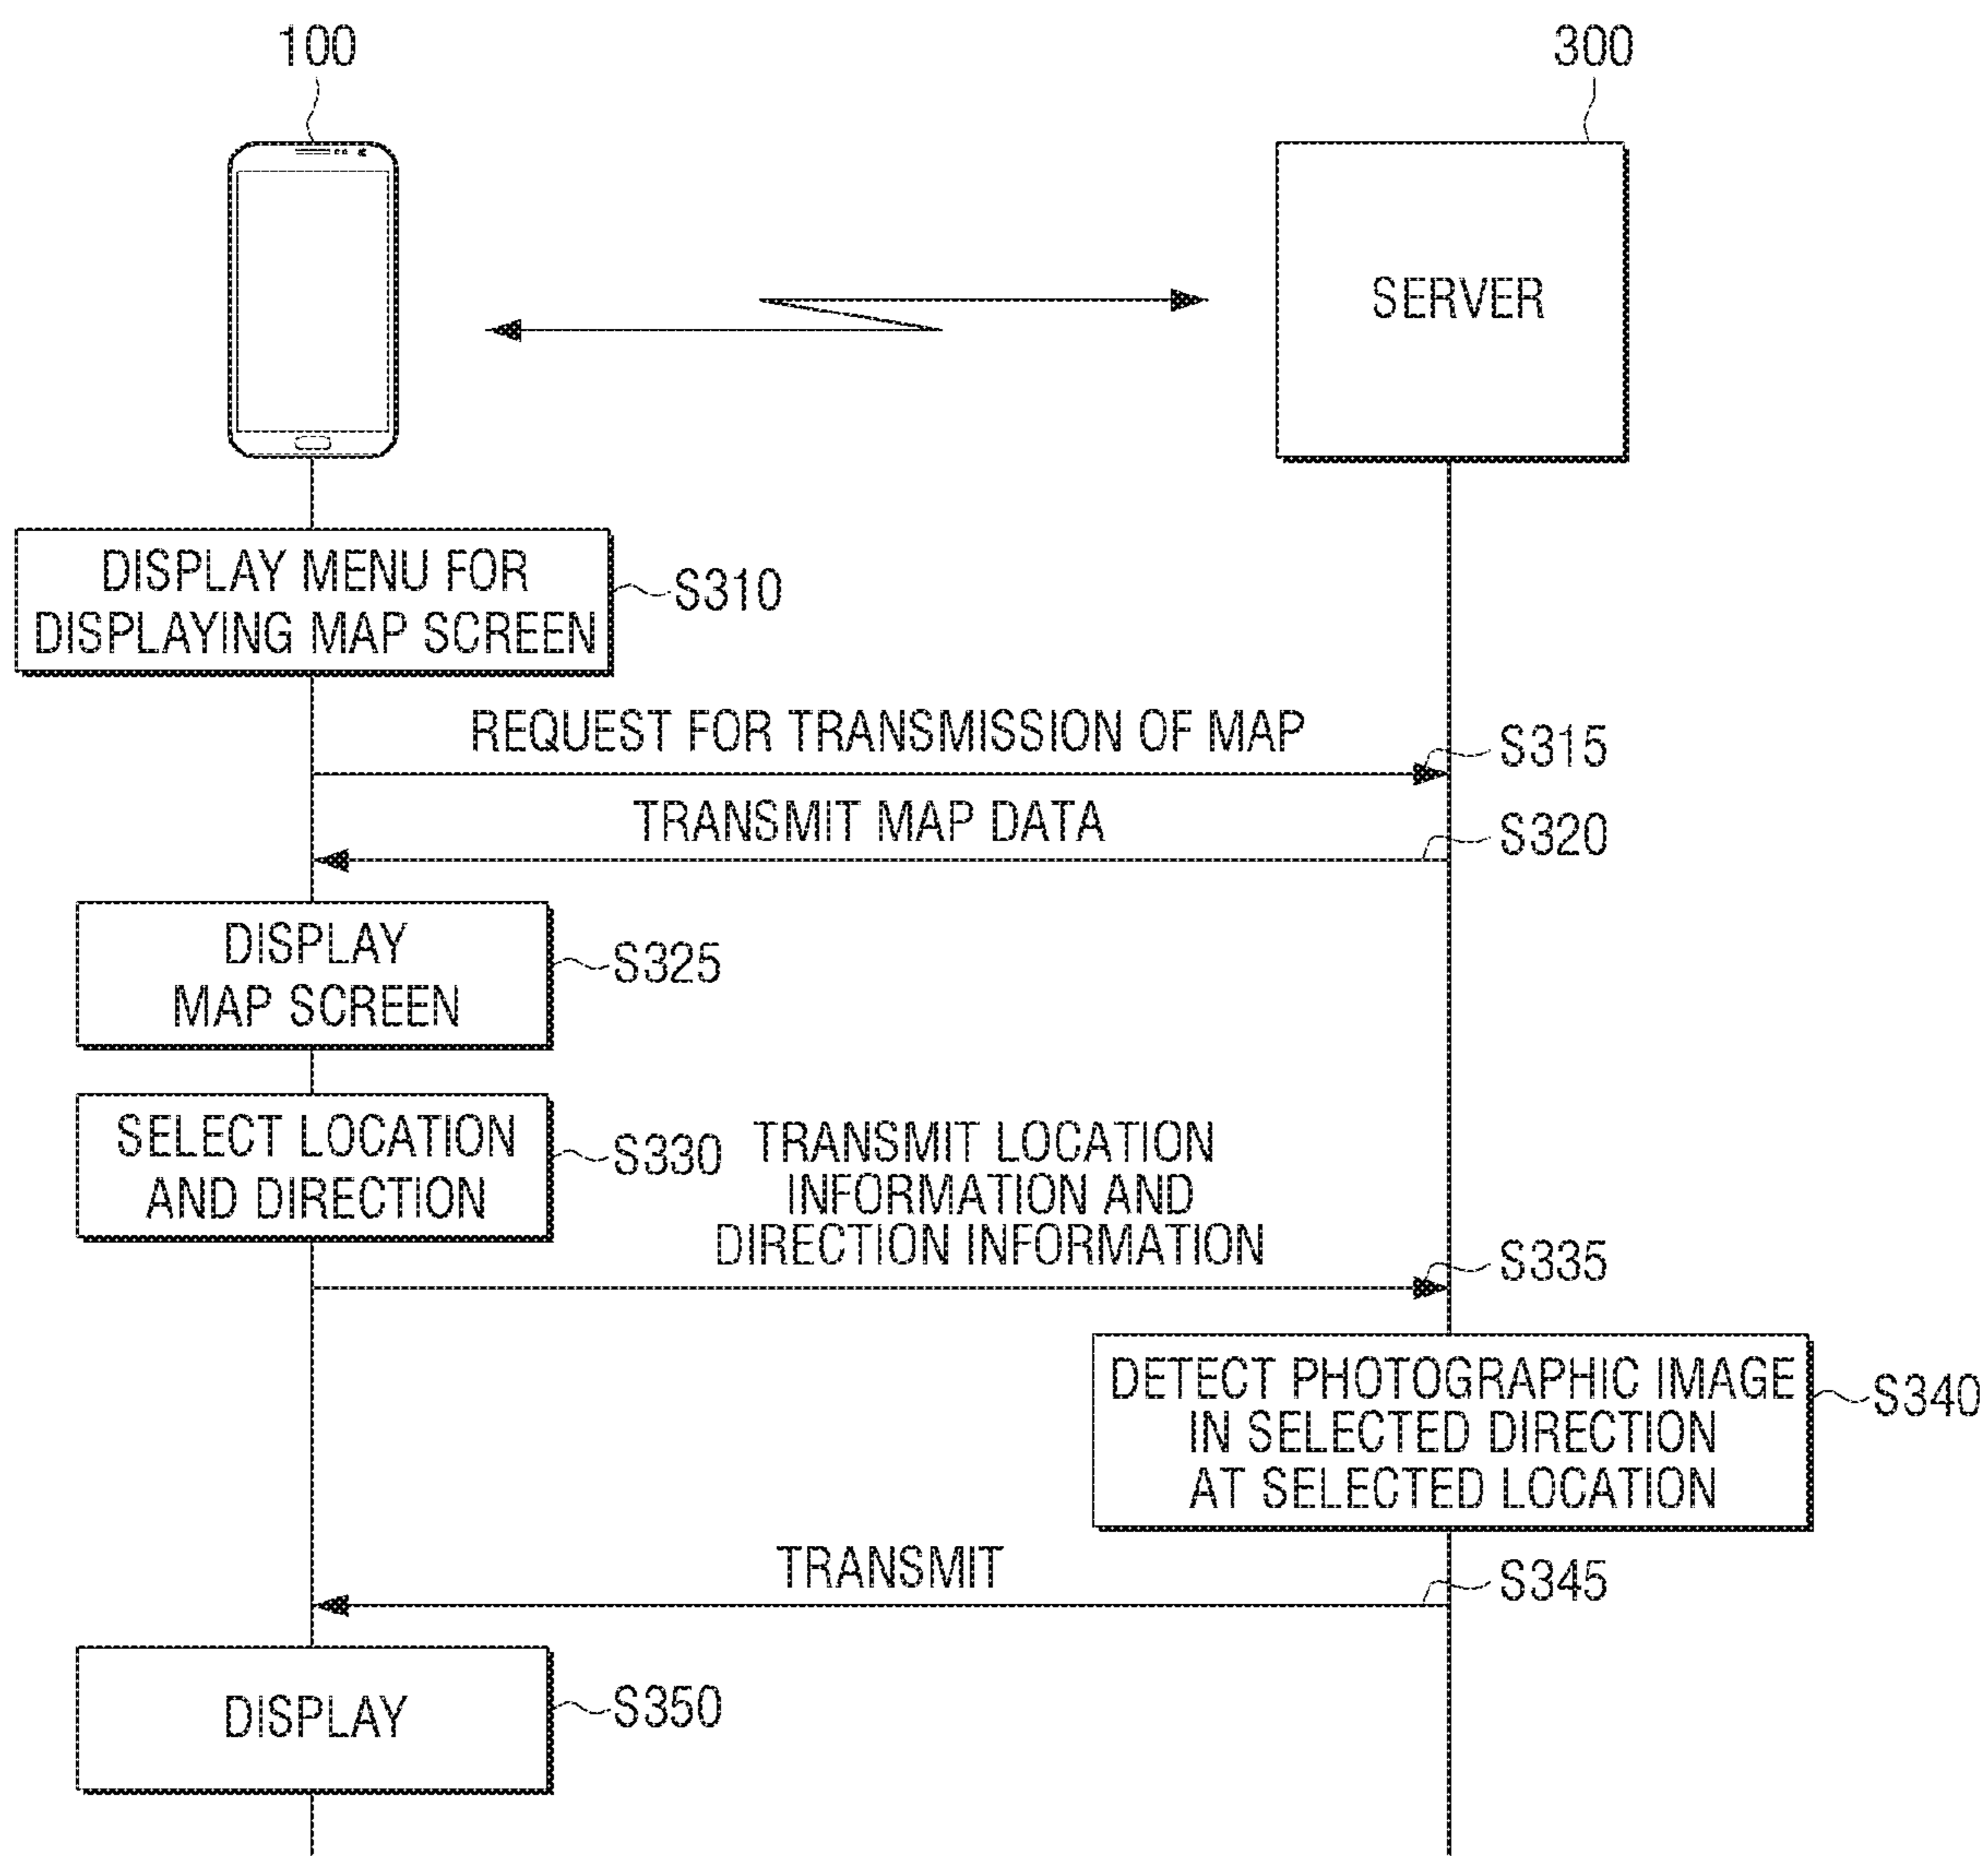 100
300
SERVER
DISPLAY MENU FOR
DISPLAYING MAP SCREEN
S310
REQUEST FOR TRANSMISSION OF MAP
S315
TRANSMIT MAP DATA
S320
DISPLAY
MAP SCREEN
S325
SELECT LOCATION
AND DIRECTION
S330
TRANSMIT LOCATION
INFORMATION AND
DIRECTION INFORMATION
S335
DETECT PHOTOGRAPHIC IMAGE
IN SELECTED DIRECTION
AT SELECTED LOCATION
S340
TRANSMIT
S345
DISPLAY
S350